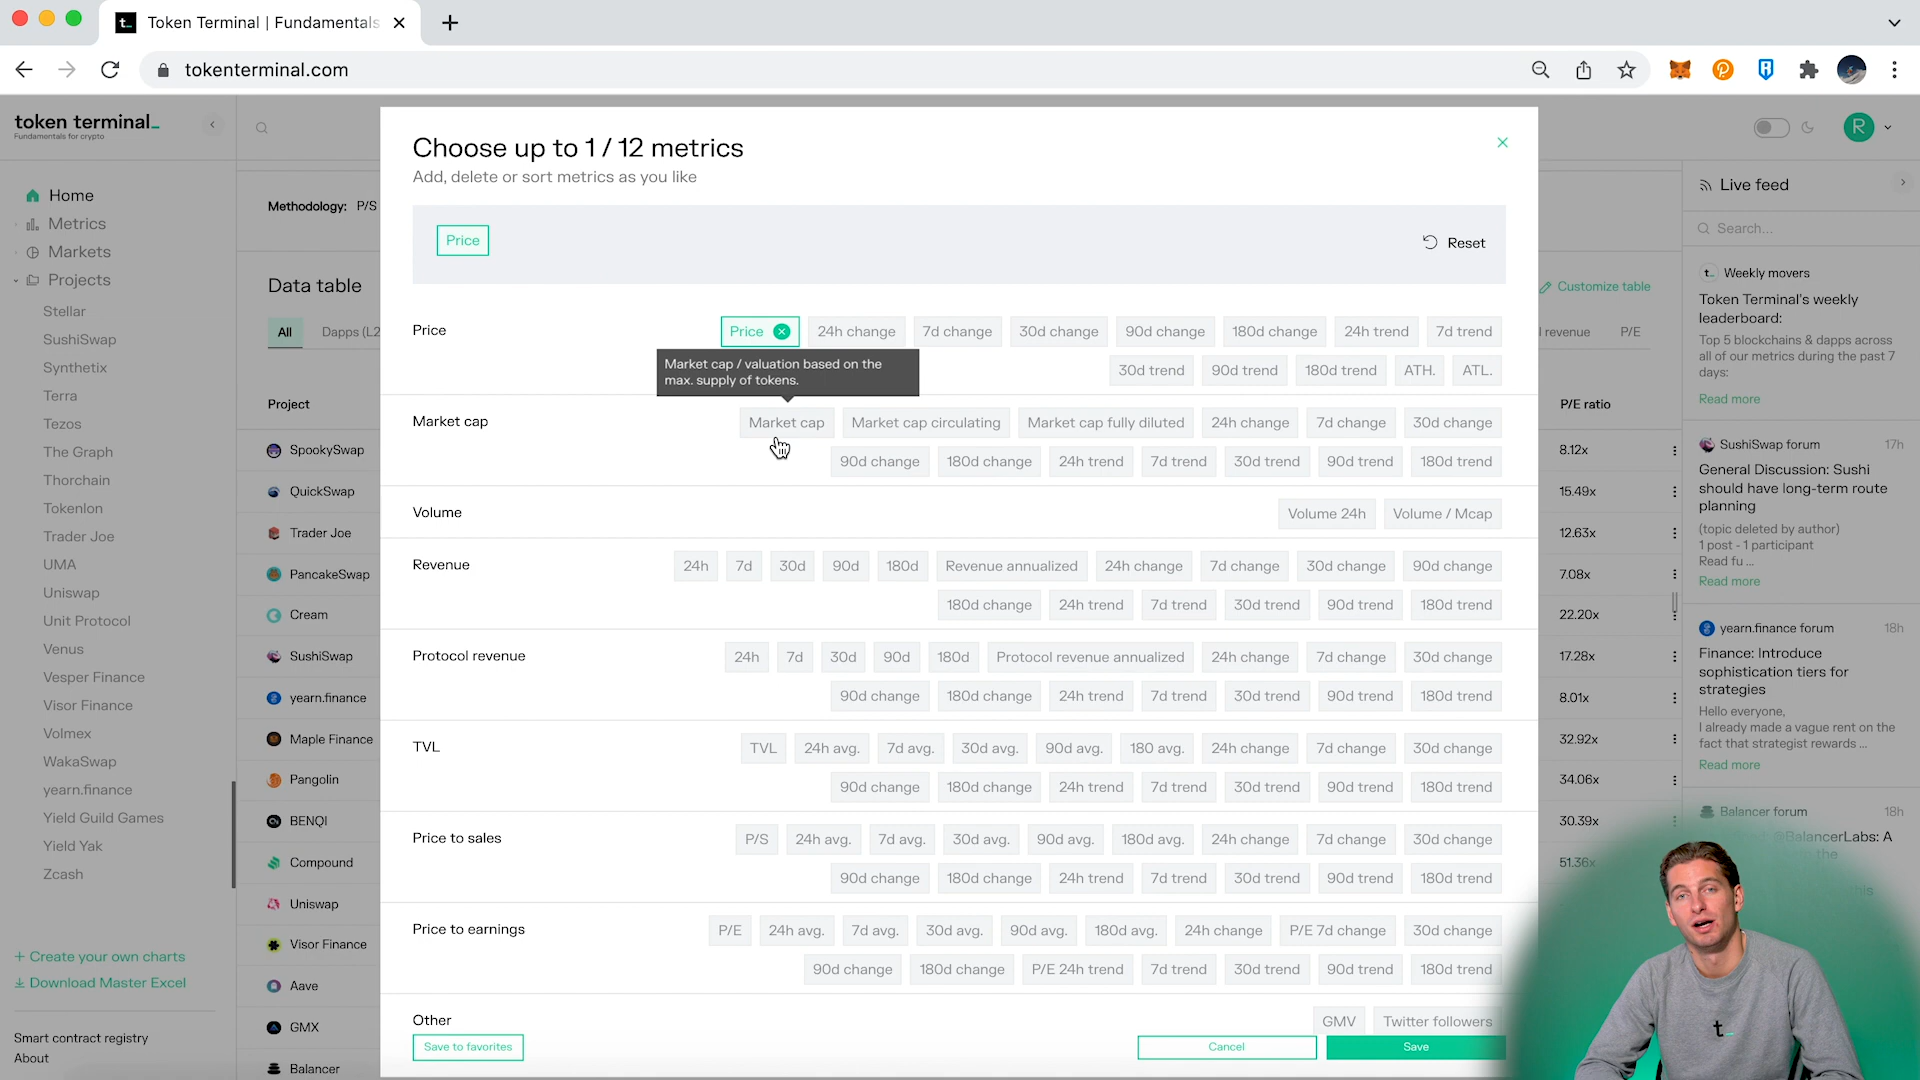 Token Terminal | Fundamentals
tokenterminal.com
token terminal_
Fundamentals for crypto
R
Home
Metrics
Markets
Projects
Stellar
SushiSwap
Synthetix
Terra
Tezos
The Graph
Thorchain
Tokenlon
Trader Joe
UMA
Uniswap
Unit Protocol
Venus
Vesper Finance
Visor Finance
Volmex
WakaSwap
yearn.finance
Yield Guild Games
Yield Yak
Zcash
+ Create your own charts
Download Master Excel
Smart contract registry
About
Methodology: P/S
Data table
All Dapps (L2
Project
SpookySwap
QuickSwap
Trader Joe
PancakeSwap
Cream
SushiSwap
yearn.finance
Maple Finance
Pangolin
BENQI
Compound
Uniswap
Visor Finance
Aave
GMX
Balancer
Choose up to 1 / 12 metrics
Add, delete or sort metrics as you like
Price
Reset
Price Price 24h change 7d change 30d change 90d change 180d change 24h trend 7d trend
30d trend 90d trend 180d trend ATH. ATL.
Market cap / valuation based on the
max. supply of tokens.
Market cap Market cap Market cap circulating Market cap fully diluted 24h change 7d change 30d change
90d change 180d change 24h trend 7d trend 30d trend 90d trend 180d trend
Volume Volume 24h Volume / Mcap
Revenue 24h 7d 30d 90d 180d Revenue annualized 24h change 7d change 30d change 90d change
180d change 24h trend 7d trend 30d trend 90d trend 180d trend
Protocol revenue 24h 7d 30d 90d 180d Protocol revenue annualized 24h change 7d change 30d change
90d change 180d change 24h trend 7d trend 30d trend 90d trend 180d trend
TVL TVL 24h avg. 7d avg. 30d avg. 90d avg. 180 avg. 24h change 7d change 30d change
90d change 180d change 24h trend 7d trend 30d trend 90d trend 180d trend
Price to sales P/S 24h avg. 7d avg. 30d avg. 90d avg. 180d avg. 24h change 7d change 30d change
90d change 180d change 24h trend 7d trend 30d trend 90d trend 180d trend
Price to earnings P/E 24h avg. 7d avg. 30d avg. 90d avg. 180d avg. 24h change P/E 7d change 30d change
90d change 180d change P/E 24h trend 7d trend 30d trend 90d trend 180d trend
Other GMV Twitter followers
Save to favorites Cancel Save
Customize table
l revenue P/E
P/E ratio
8.12x
15.49x
12.63x
7.08x
22.20x
17.28x
8.01x
32.92x
34.06x
30.39x
51.36x
Live feed
Search...
t_ Weekly movers
Token Terminal's weekly
leaderboard:
Top 5 blockchains & dapps across
all of our metrics during the past 7
days:
Read more
SushiSwap forum 17h
General Discussion: Sushi
should have long-term route
planning
(topic deleted by author)
1 post - 1 participant
Read fu ...
Read more
yearn.finance forum 18h
Finance: Introduce
sophistication tiers for
strategies
Hello everyone,
I already made a vague rent on the
fact that strategist rewards ...
Read more
Balancer forum 18h
@BalancerLabs: A
the
this
t_